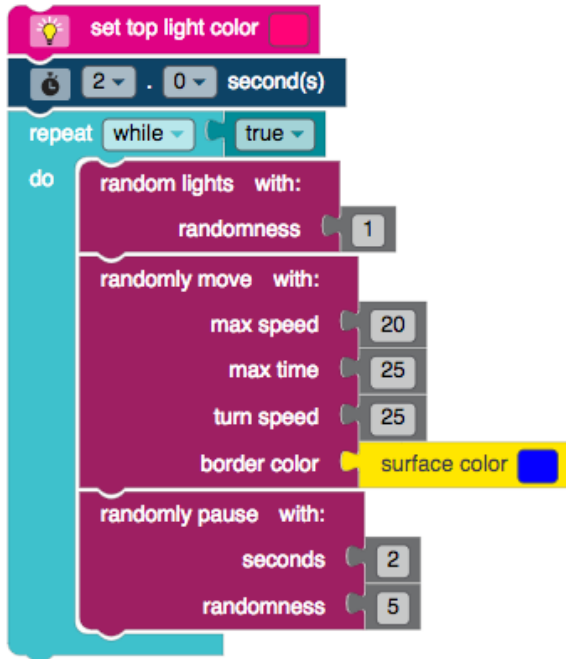 set top light color
2 . 0 second(s)
repeat while true
do random lights with:
randomness 1
randomly move with:
max speed 20
max time 25
turn speed 25
border color surface color
randomly pause with:
seconds 2
randomness 5